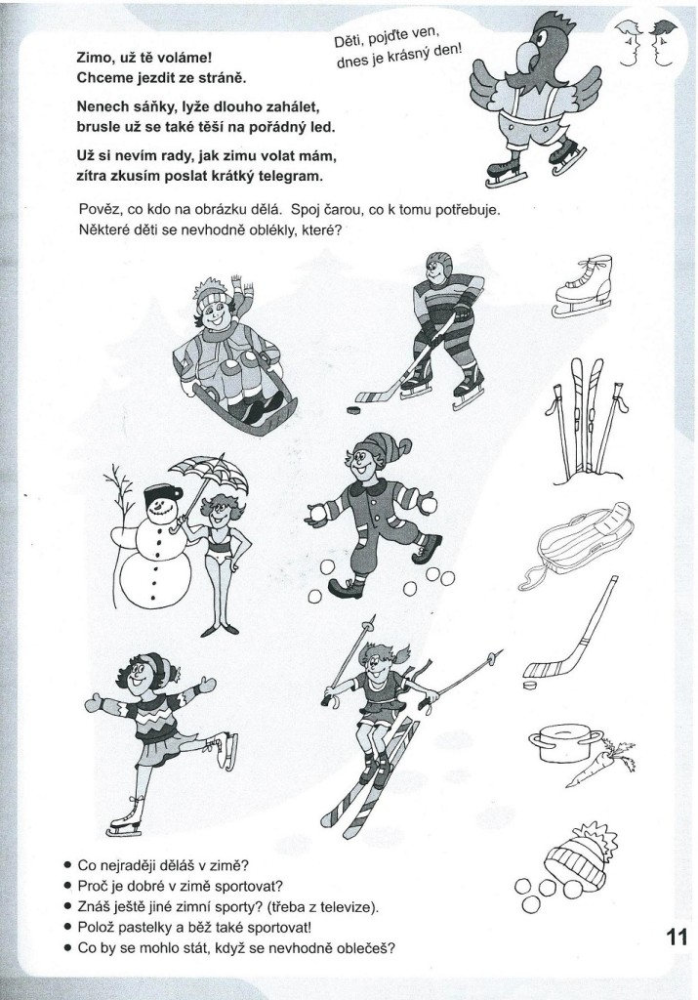 Děti, pojďte ven,
dnes je krásný den!
Zimo, už tě voláme!
Chceme jezdit ze stráně.
Nenech sáňky, lyže dlouho zahálet,
brusle už se také těší na pořádný led.
Už si nevím rady, jak zimu volat mám,
zítra zkusím poslat krátký telegram.
Pověz, co kdo na obrázku dělá. Spoj čarou, co k tomu potřebuje.
Některé děti se nevhodně oblékly, které?
• Co nejraději děláš v zimě?
• Proč je dobré v zimě sportovat?
• Znáš ještě jiné zimní sporty? (třeba z televize).
• Polož pastelky a běž také sportovat!
• Co by se mohlo stát, když se nevhodně oblečeš?
11